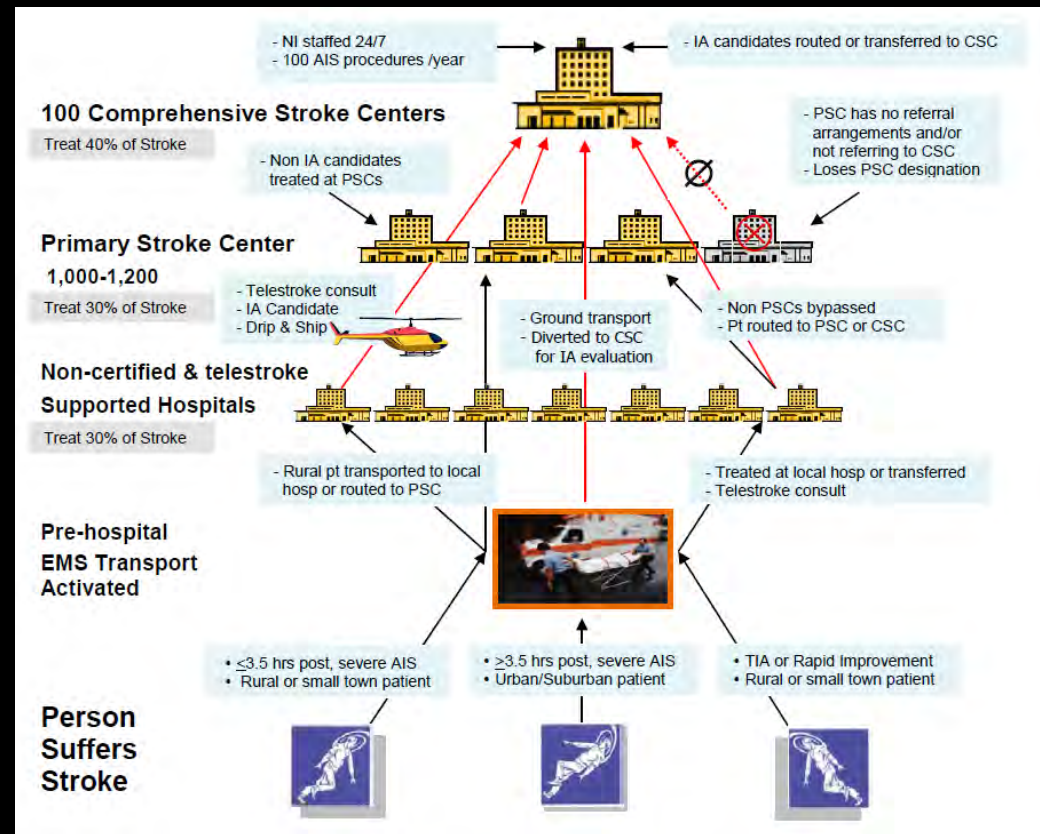 - NI staffed 24/7
- 100 AIS procedures /year
- IA candidates routed or transferred to CSC
100 Comprehensive Stroke Centers
Treat 40% of Stroke
- Non IA candidates
treated at PSCs
- PSC has no referral
arrangements and/or
not referring to CSC
- Loses PSC designation
Primary Stroke Center
1,000-1,200
Treat 30% of Stroke
- Telestroke consult
- IA Candidate
- Drip & Ship
- Ground transport
- Diverted to CSC
for IA evaluation
- Non PSCs bypassed
- Pt routed to PSC or CSC
Non-certified & telestroke
Supported Hospitals
Treat 30% of Stroke
- Rural pt transported to local
hosp or routed to PSC
- Treated at local hosp or transferred
- Telestroke consult
Pre-hospital
EMS Transport
Activated
• ≤3.5 hrs post, severe AIS
• Rural or small town patient
• ≥3.5 hrs post, severe AIS
• Urban/Suburban patient
• TIA or Rapid Improvement
• Rural or small town patient
Person
Suffers
Stroke